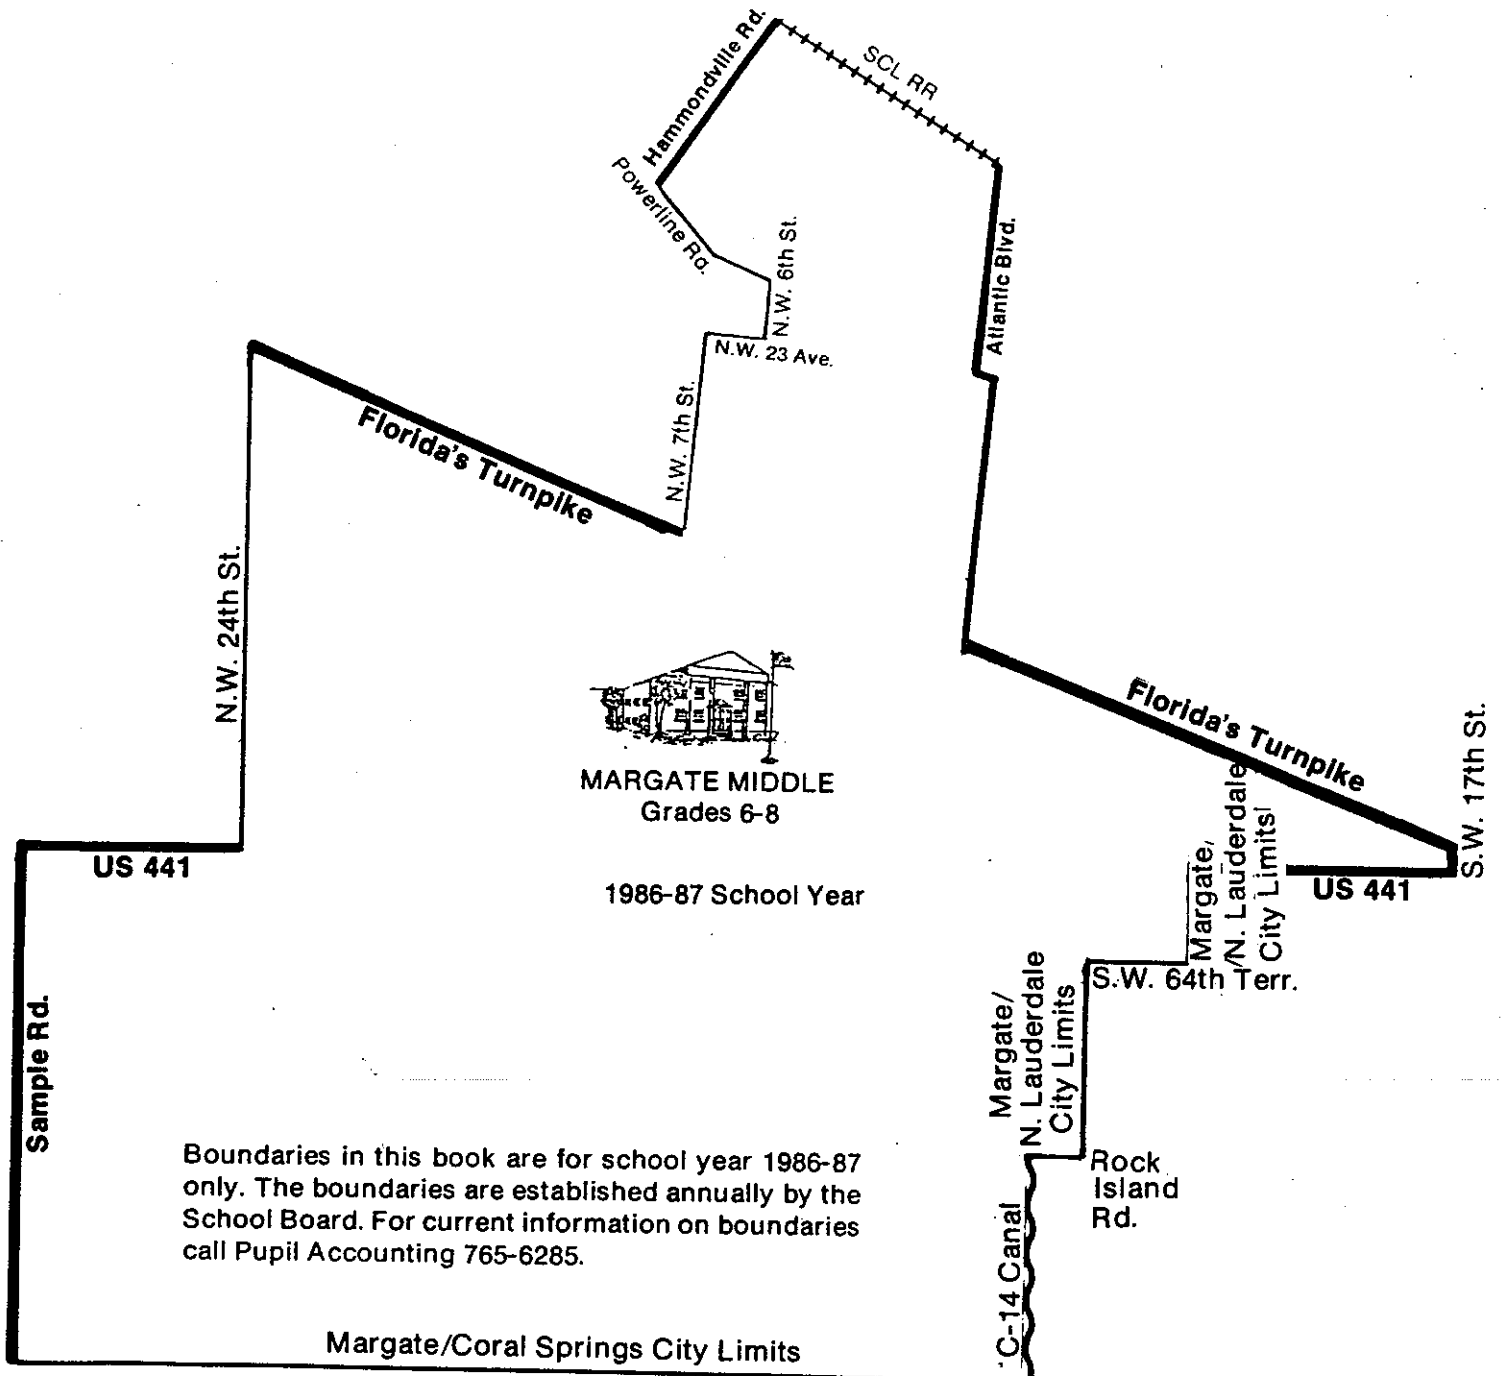 Hammondville Rd.
SCL RR
Powerline Rd.
N.W. 6th St.
N.W. 23 Ave.
Atlantic Blvd.
N.W. 7th St.
Florida's Turnpike
N.W. 24th St.
MARGATE MIDDLE
Grades 6-8
Florida's Turnpike
S.W. 17th St.
US 441
1986-87 School Year
US 441
Margate/
N. Lauderdale
City Limits
S.W. 64th Terr.
Margate/
N. Lauderdale
City Limits
Sample Rd.
Rock
Island
Rd.
Boundaries in this book are for school year 1986-87
only. The boundaries are established annually by the
School Board. For current information on boundaries
call Pupil Accounting 765-6285.
C-14 Canal
Margate/Coral Springs City Limits